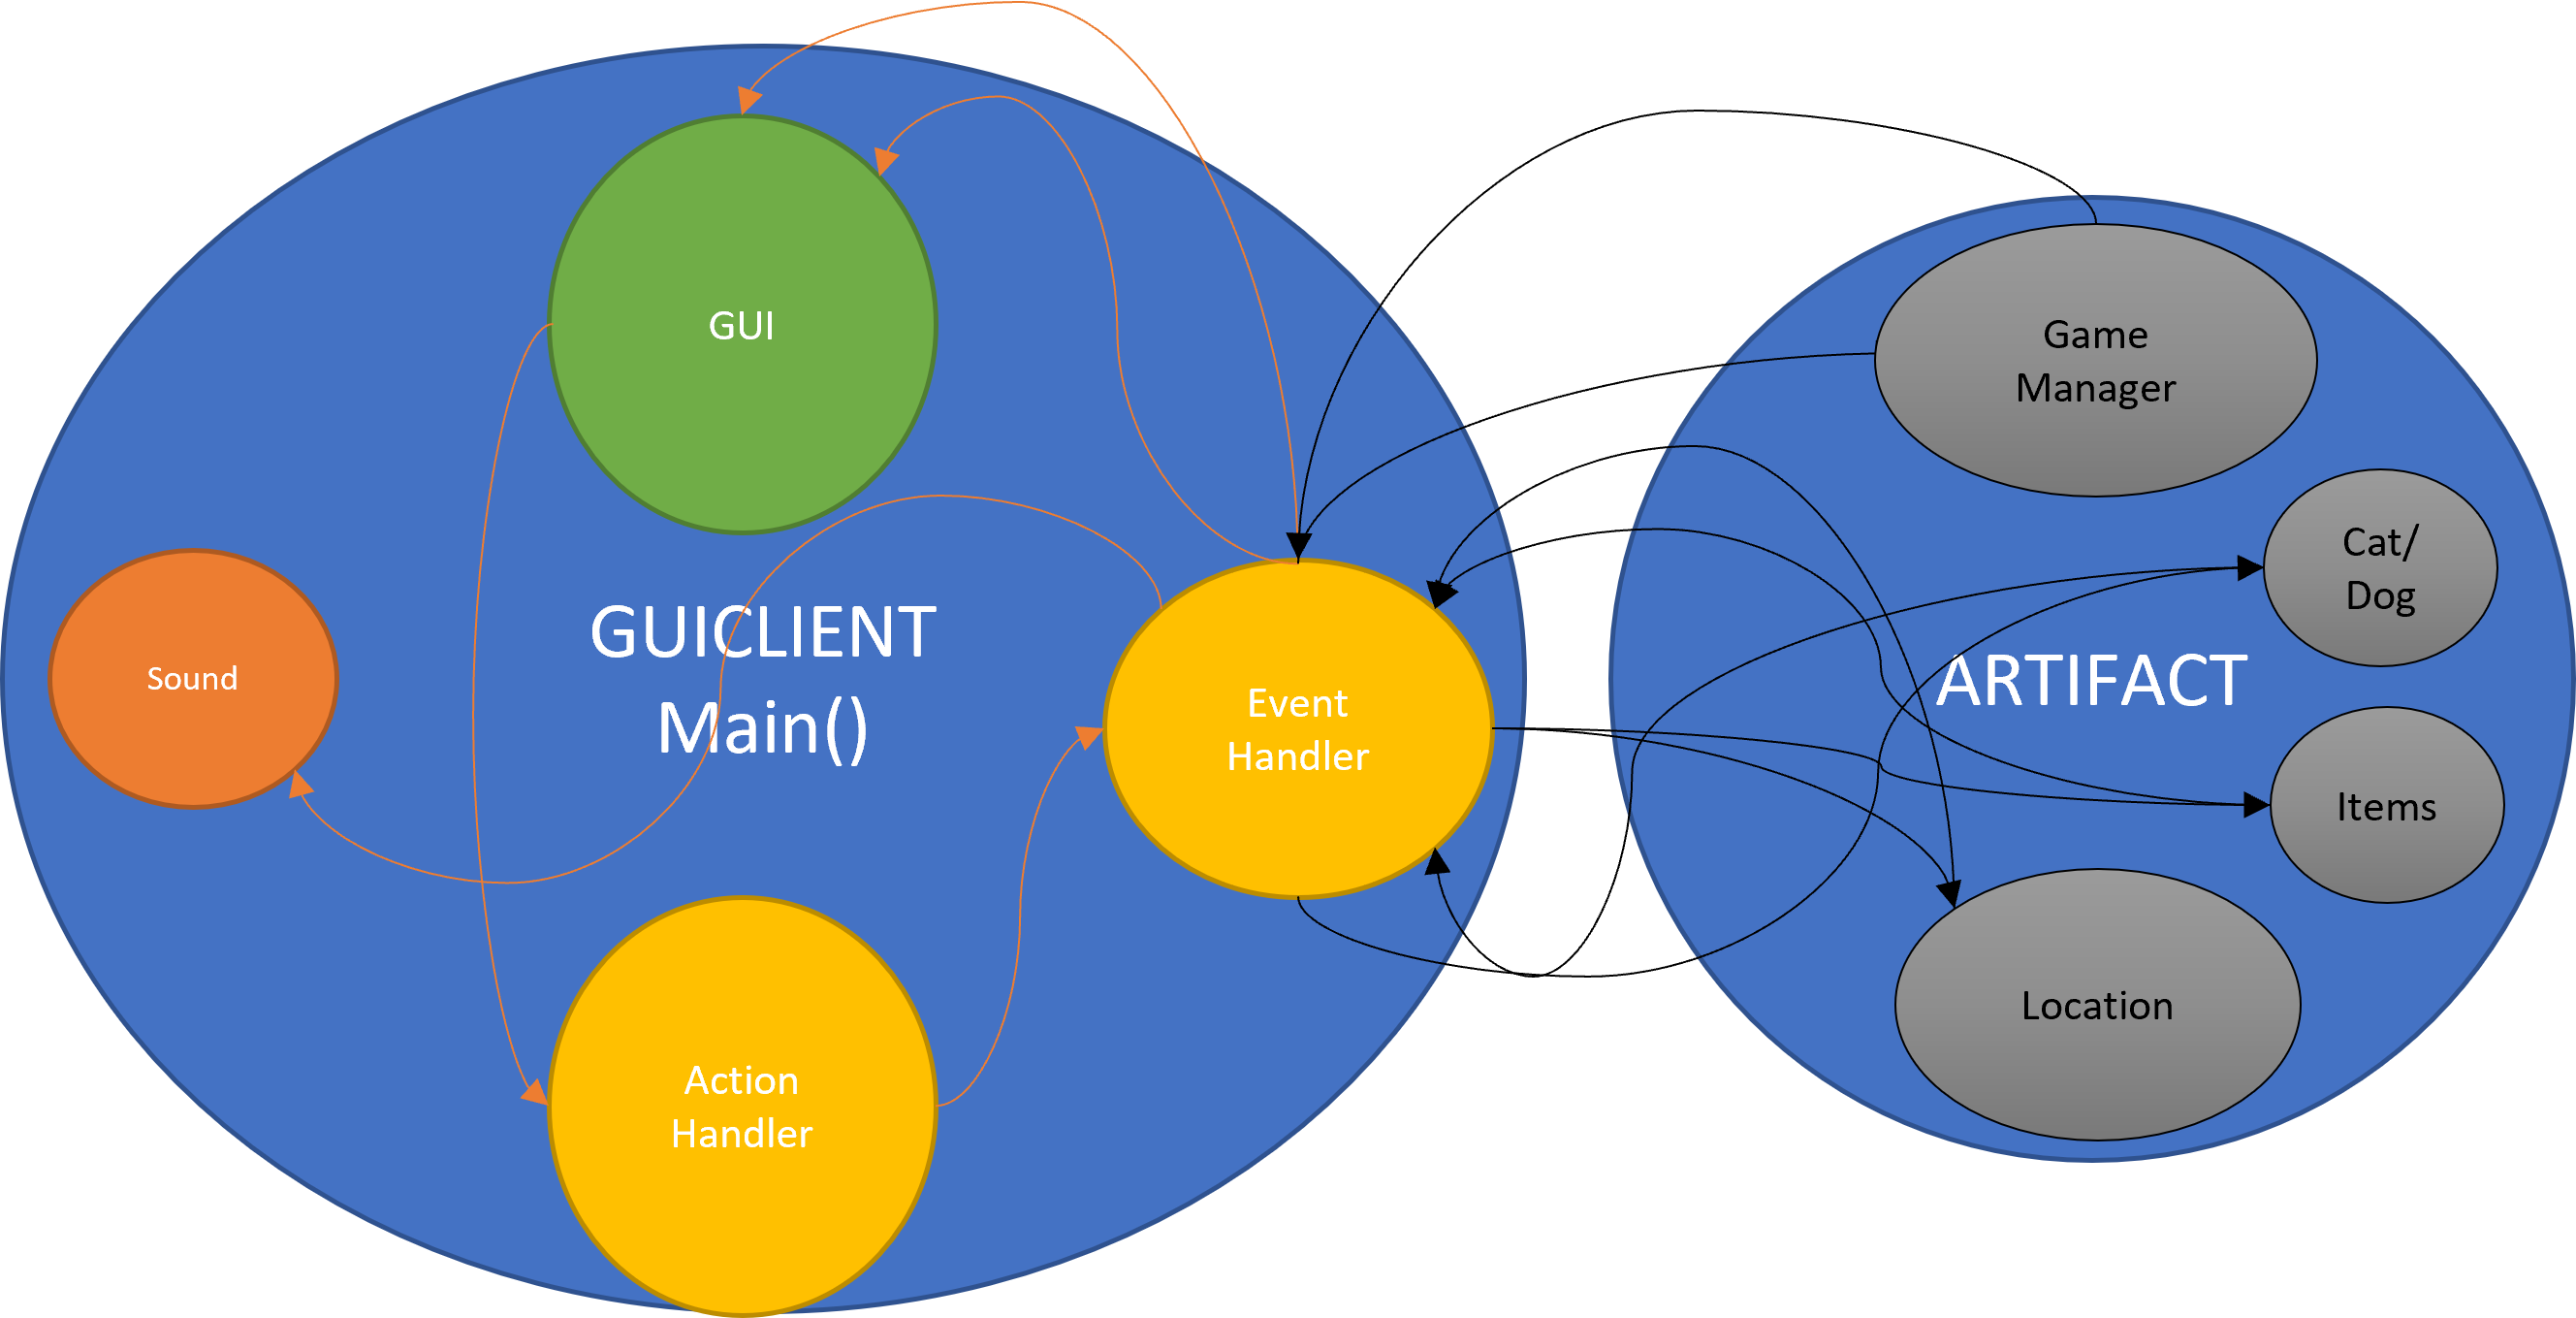 GUI
Sound
GUICLIENT
Main()
Event
Handler
Action
Handler
Game
Manager
Cat/
Dog
ARTIFACT
Items
Location